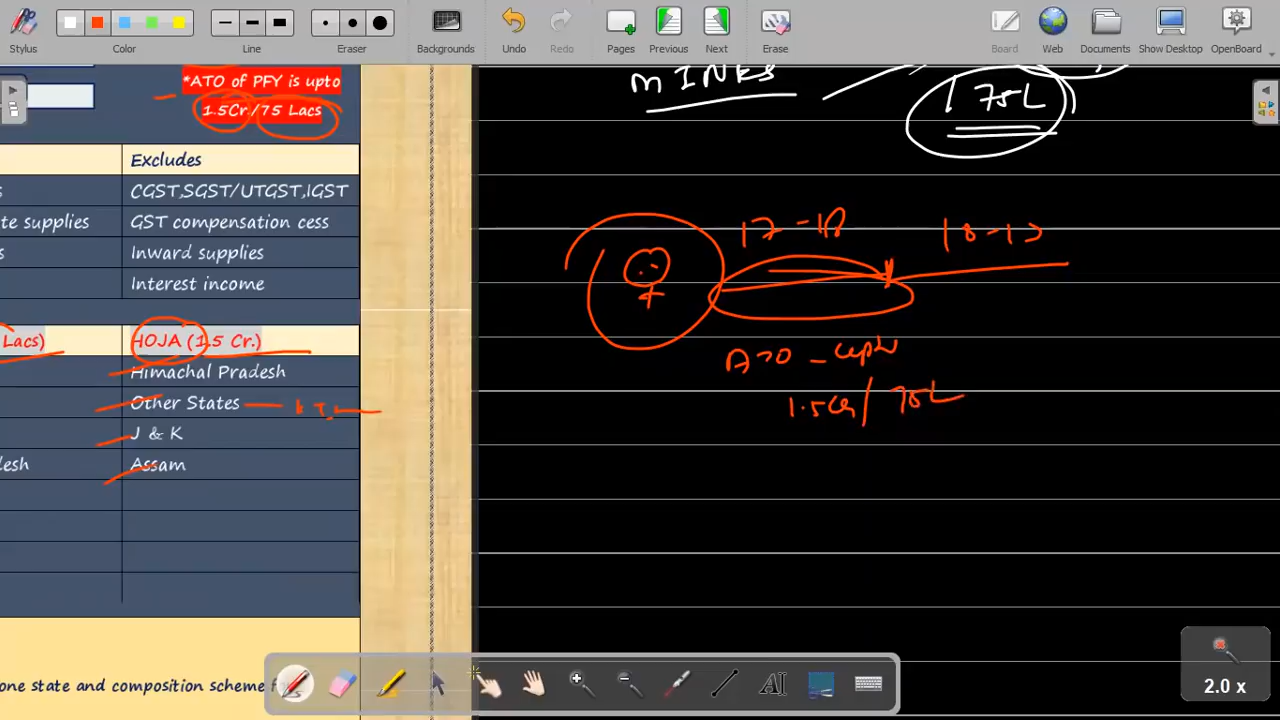 Stylus
Color
Line
Eraser
Backgrounds
Undo
Redo
Pages
Previous
Next
Erase
Board
Web
Documents
Show Desktop
OpenBoard
*ATO of PFY is upto
1.5Cr./75 Lacs
Excludes
CGST,SGST/UTGST,IGST
te supplies
GST compensation cess
Inward supplies
Interest income
Lacs)
HOJA (1.5 Cr.)
Himachal Pradesh
Other States
J & K
desh
Assam
one state and composition scheme f
MINKS
75L
17-18
18-19
ATO - upto
1.5Cr/75L
2.0 x